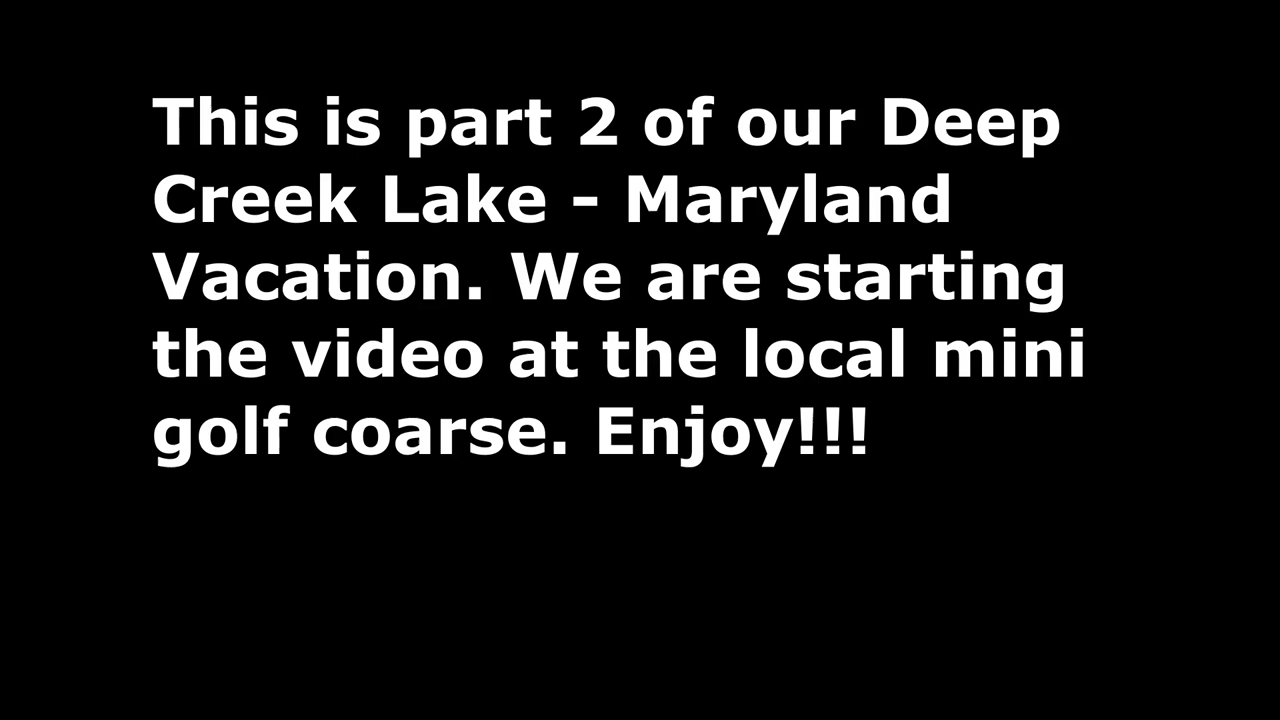 This is part 2 of our Deep
Creek Lake - Maryland
Vacation. We are starting
the video at the local mini
golf coarse. Enjoy!!!